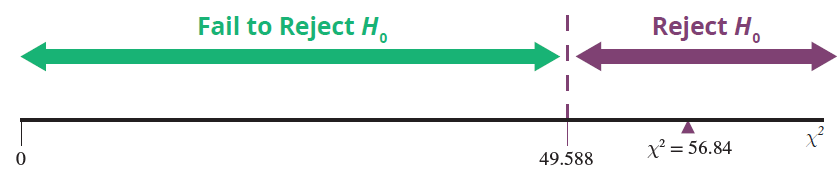 Fail to Reject H₀
Reject H₀
0
49.588
χ² = 56.84
χ²